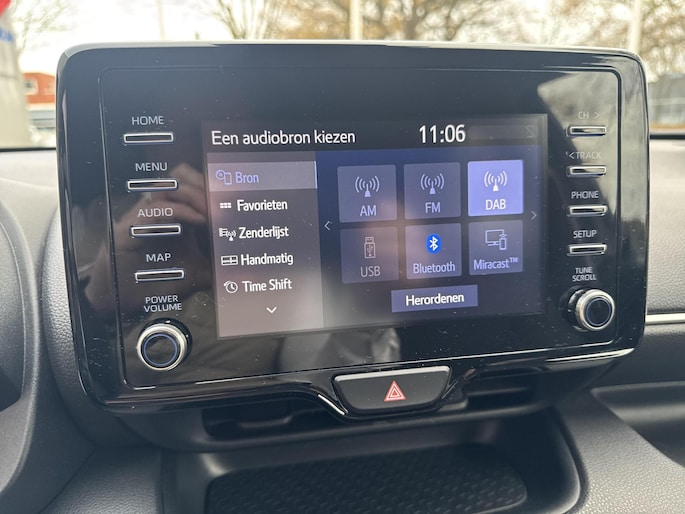 HOME
MENU
AUDIO
MAP
POWER
VOLUME
Een audiobron kiezen
11:06
Bron
Favorieten
Zenderlijst
Handmatig
Time Shift
AM
FM
DAB
USB
Bluetooth
Miracast™
Herordenen
CH >
< TRACK
PHONE
SETUP
TUNE
SCROLL